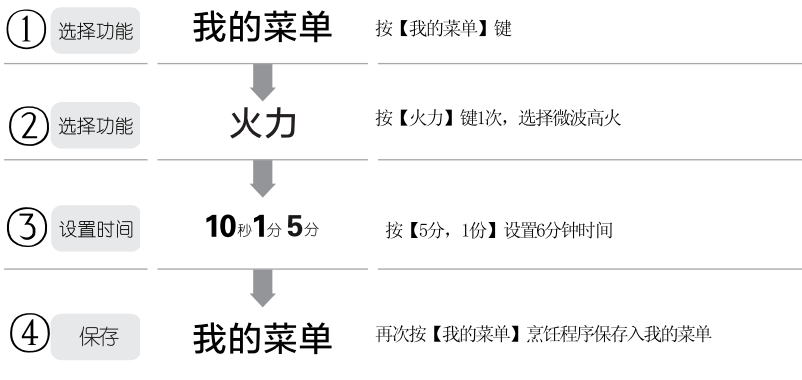 ① 选择功能 我的菜单 按【我的菜单】键
② 选择功能 火力 按【火力】键1次，选择微波高火
③ 设置时间 10秒1分 5分 按【5分，1份】设置6分钟时间
④ 保存 我的菜单 再次按【我的菜单】烹饪程序保存入我的菜单